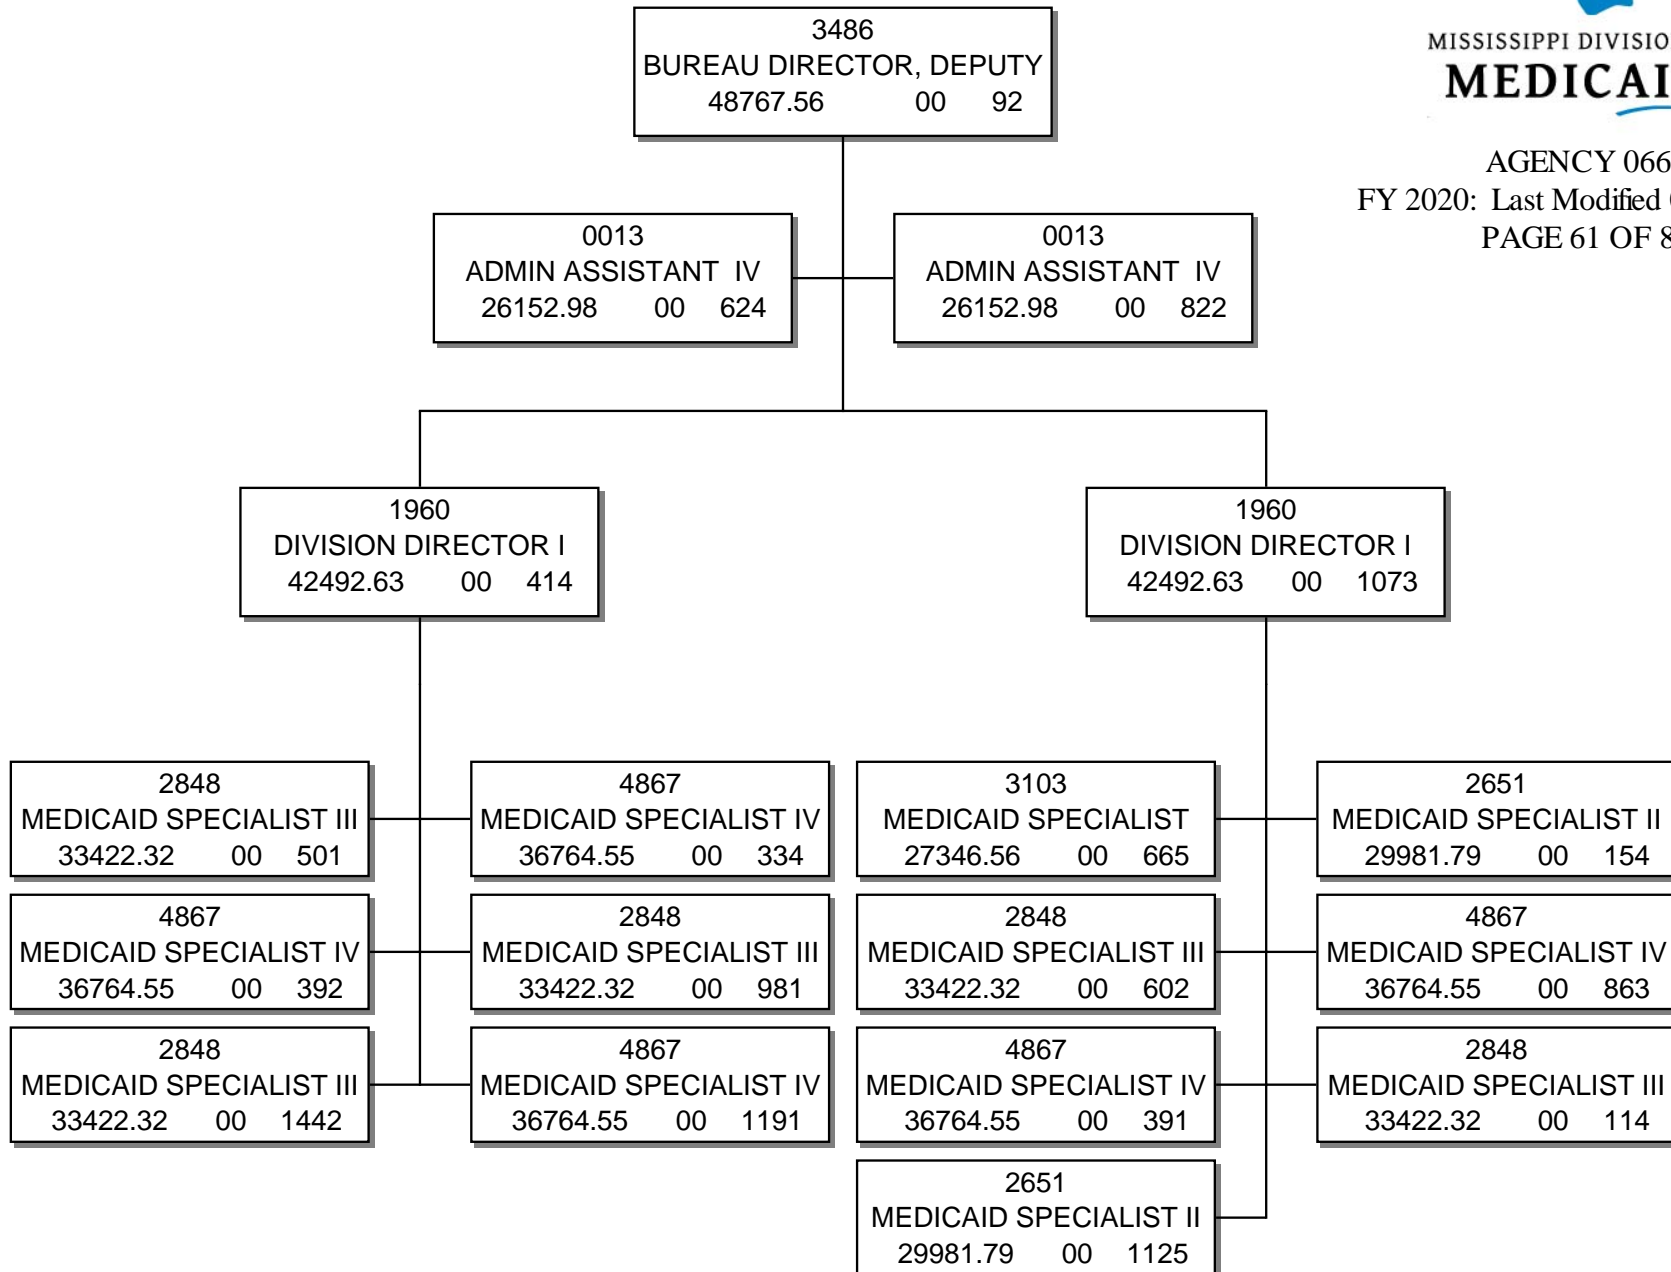 3486
BUREAU DIRECTOR, DEPUTY
48767.56 00 92
MISSISSIPPI DIVISIO
MEDICAI
AGENCY 066
FY 2020: Last Modified
PAGE 61 OF 8
0013
ADMIN ASSISTANT IV
26152.98 00 624
0013
ADMIN ASSISTANT IV
26152.98 00 822
1960
DIVISION DIRECTOR I
42492.63 00 414
1960
DIVISION DIRECTOR I
42492.63 00 1073
2848
MEDICAID SPECIALIST III
33422.32 00 501
4867
MEDICAID SPECIALIST IV
36764.55 00 334
3103
MEDICAID SPECIALIST
27346.56 00 665
2651
MEDICAID SPECIALIST II
29981.79 00 154
4867
MEDICAID SPECIALIST IV
36764.55 00 392
2848
MEDICAID SPECIALIST III
33422.32 00 981
2848
MEDICAID SPECIALIST III
33422.32 00 602
4867
MEDICAID SPECIALIST IV
36764.55 00 863
2848
MEDICAID SPECIALIST III
33422.32 00 1442
4867
MEDICAID SPECIALIST IV
36764.55 00 1191
4867
MEDICAID SPECIALIST IV
36764.55 00 391
2848
MEDICAID SPECIALIST III
33422.32 00 114
2651
MEDICAID SPECIALIST II
29981.79 00 1125